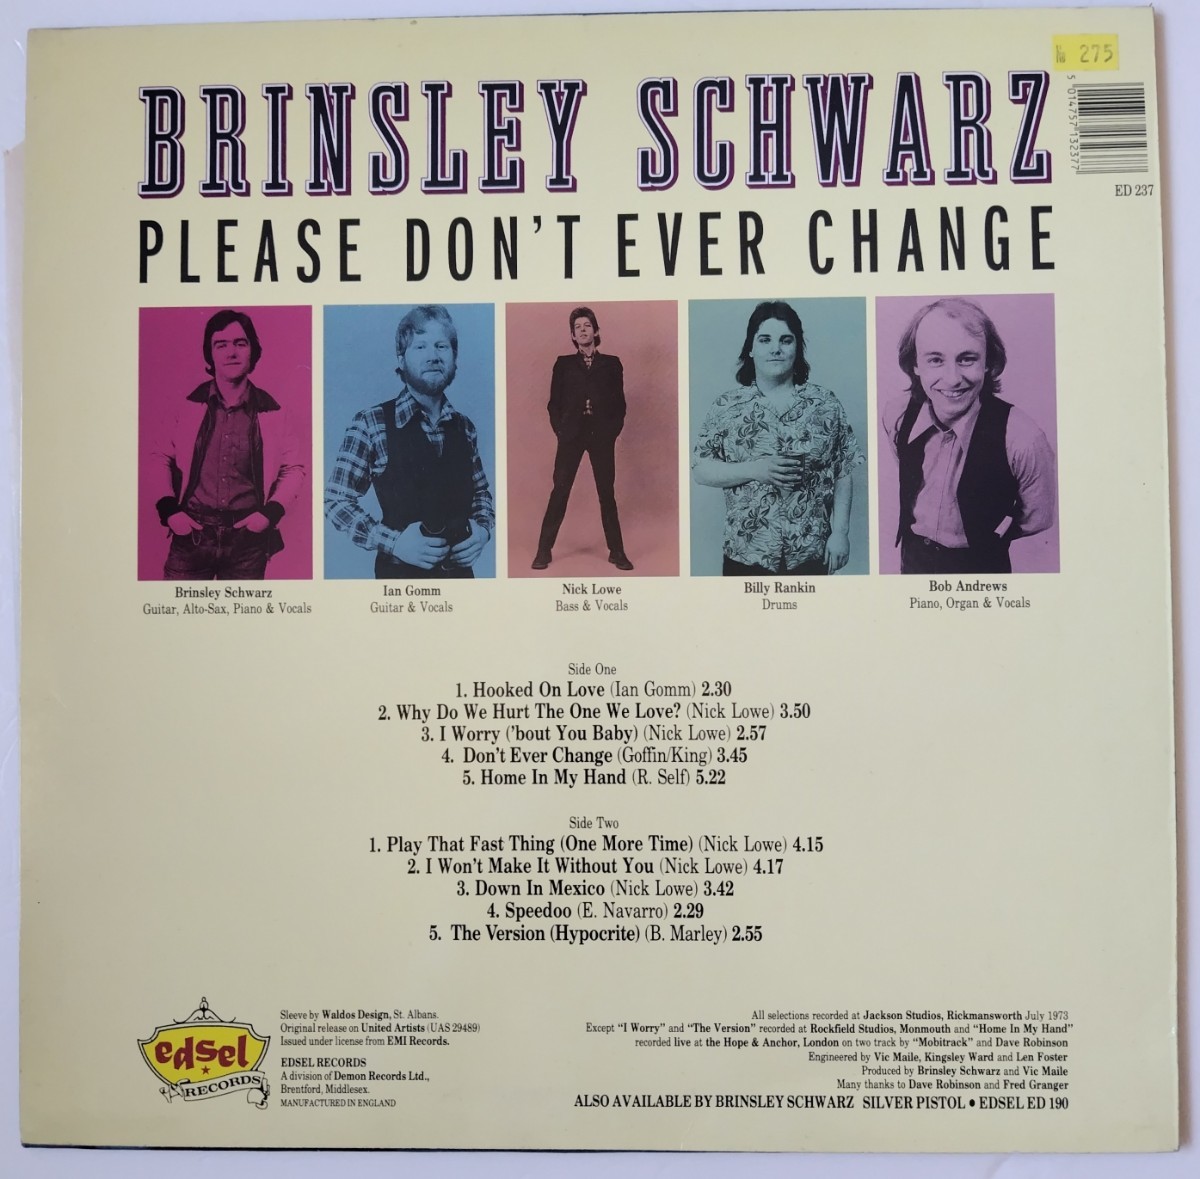 № 275
BRINSLEY SCHWARZ
5 014757 132377
ED 237
PLEASE DON'T EVER CHANGE
Brinsley Schwarz
Guitar, Alto-Sax, Piano & Vocals
Ian Gomm
Guitar & Vocals
Nick Lowe
Bass & Vocals
Billy Rankin
Drums
Bob Andrews
Piano, Organ & Vocals
Side One
1. Hooked On Love (Ian Gomm) 2.30
2. Why Do We Hurt The One We Love? (Nick Lowe) 3.50
3. I Worry ('bout You Baby) (Nick Lowe) 2.57
4. Don't Ever Change (Goffin/King) 3.45
5. Home In My Hand (R. Self) 5.22
Side Two
1. Play That Fast Thing (One More Time) (Nick Lowe) 4.15
2. I Won't Make It Without You (Nick Lowe) 4.17
3. Down In Mexico (Nick Lowe) 3.42
4. Speedoo (E. Navarro) 2.29
5. The Version (Hypocrite) (B. Marley) 2.55
edsel
RECORDS
Sleeve by Waldos Design, St. Albans.
Original release on United Artists (UAS 29489)
Issued under license from EMI Records.
EDSEL RECORDS
A division of Demon Records Ltd.,
Brentford, Middlesex.
MANUFACTURED IN ENGLAND
All selections recorded at Jackson Studios, Rickmansworth July 1973
Except "I Worry" and "The Version" recorded at Rockfield Studios, Monmouth and "Home In My Hand"
recorded live at the Hope & Anchor, London on two track by "Mobitrack" and Dave Robinson
Engineered by Vic Maile, Kingsley Ward and Len Foster
Produced by Brinsley Schwarz and Vic Maile
Many thanks to Dave Robinson and Fred Granger
ALSO AVAILABLE BY BRINSLEY SCHWARZ SILVER PISTOL • EDSEL ED 190